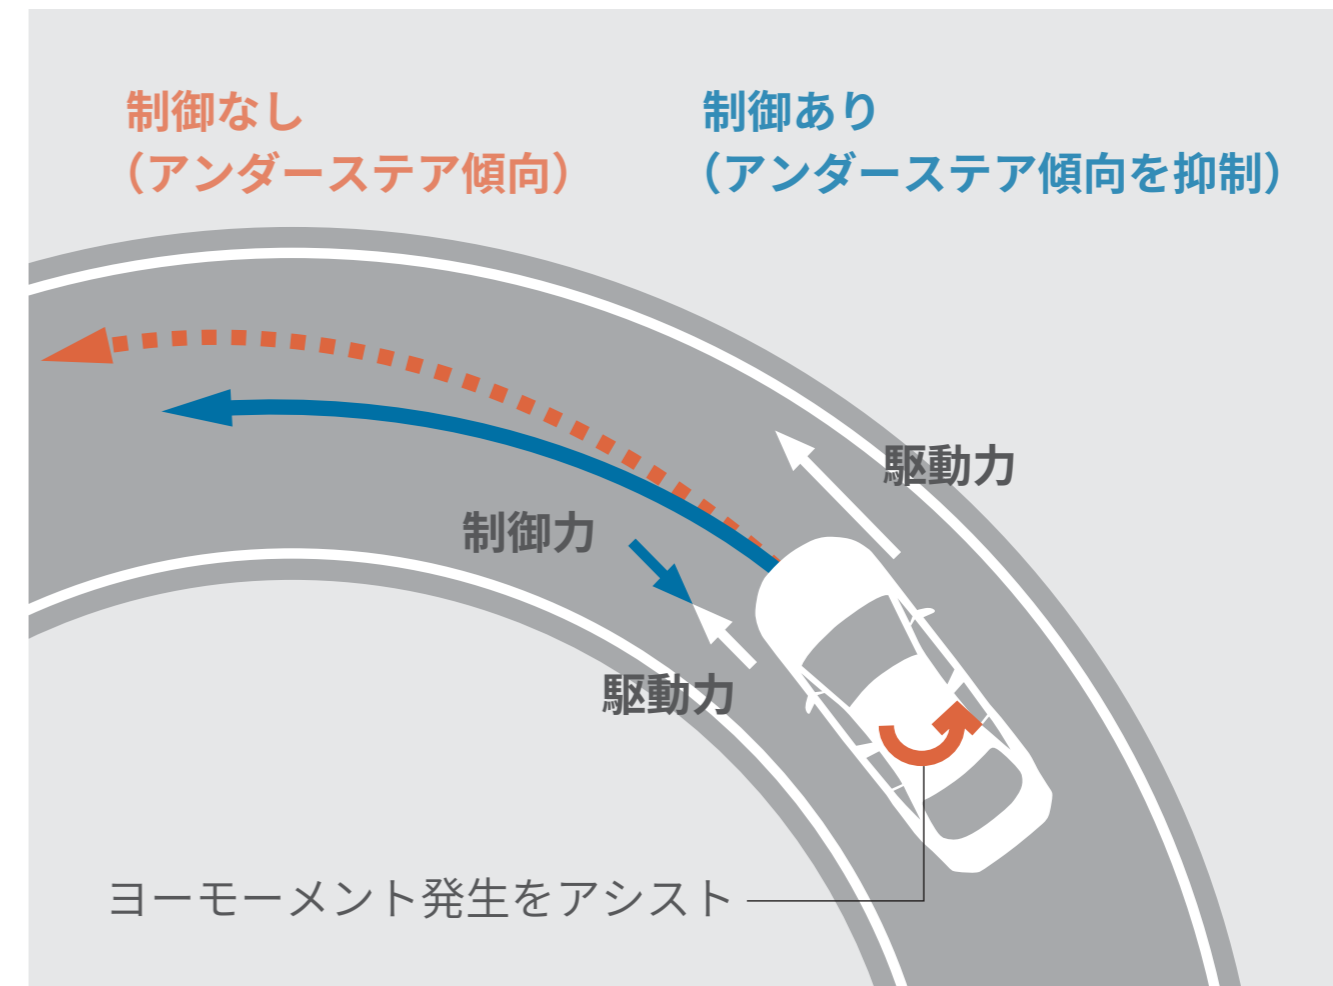 制御なし
（アンダーステア傾向）
制御あり
（アンダーステア傾向を抑制）
駆動力
制御力
駆動力
ヨーモーメント発生をアシスト